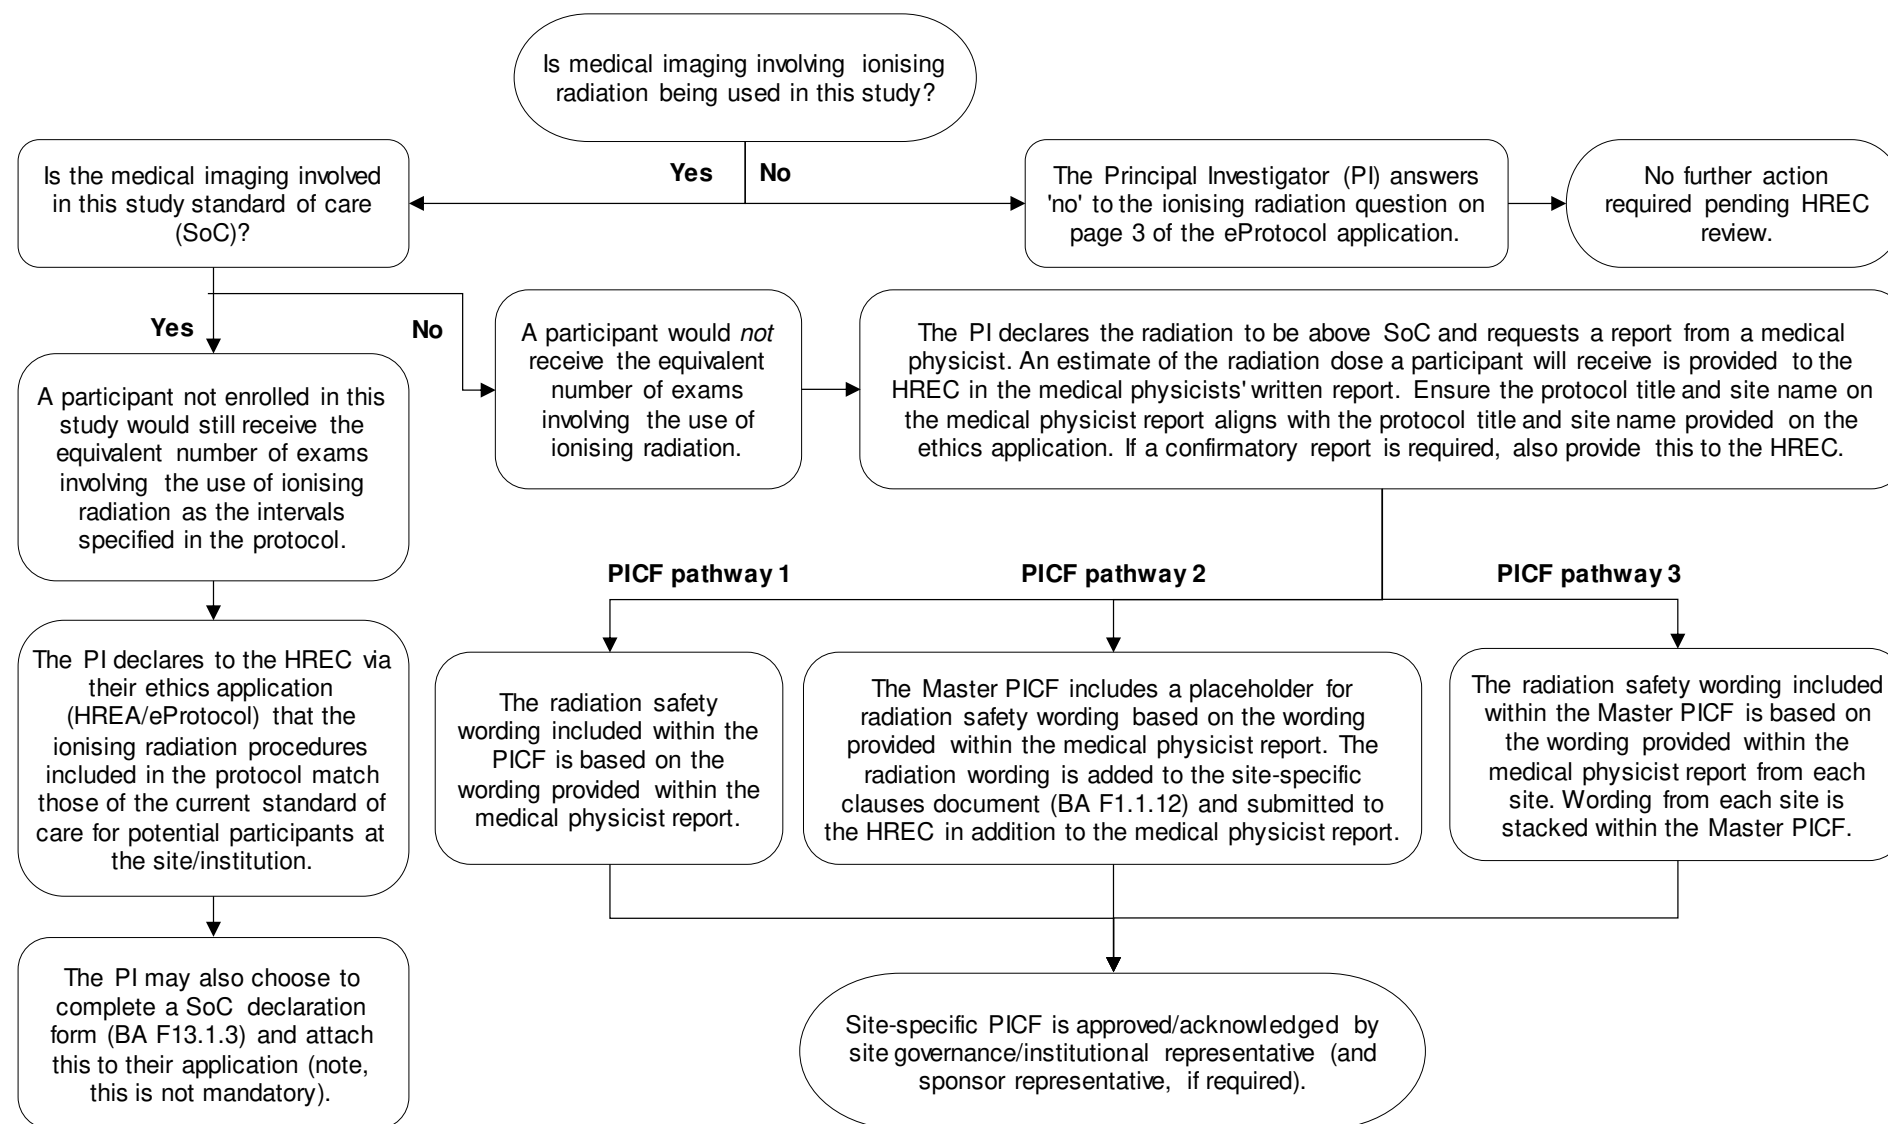 Is medical imaging involving ionising
radiation being used in this study?
Yes
No
Is the medical imaging involved
in this study standard of care
(SoC)?
The Principal Investigator (PI) answers
'no' to the ionising radiation question on
page 3 of the eProtocol application.
No further action
required pending HREC
review.
Yes
No
A participant would not
receive the equivalent
number of exams
involving the use of
ionising radiation.
The PI declares the radiation to be above SoC and requests a report from a medical
physicist. An estimate of the radiation dose a participant will receive is provided to the
HREC in the medical physicists' written report. Ensure the protocol title and site name on
the medical physicist report aligns with the protocol title and site name provided on the
ethics application. If a confirmatory report is required, also provide this to the HREC.
A participant not enrolled in this
study would still receive the
equivalent number of exams
involving the use of ionising
radiation as the intervals
specified in the protocol.
PICF pathway 1
PICF pathway 2
PICF pathway 3
The PI declares to the HREC via
their ethics application
(HREA/eProtocol) that the
ionising radiation procedures
included in the protocol match
those of the current standard of
care for potential participants at
the site/institution.
The radiation safety
wording included within the
PICF is based on the
wording provided within the
medical physicist report.
The Master PICF includes a placeholder for
radiation safety wording based on the wording
provided within the medical physicist report. The
radiation wording is added to the site-specific
clauses document (BA F1.1.12) and submitted to
the HREC in addition to the medical physicist report.
The radiation safety wording included
within the Master PICF is based on
the wording provided within the
medical physicist report from each
site. Wording from each site is
stacked within the Master PICF.
The PI may also choose to
complete a SoC declaration
form (BA F13.1.3) and attach
this to their application (note,
this is not mandatory).
Site-specific PICF is approved/acknowledged by
site governance/institutional representative (and
sponsor representative, if required).